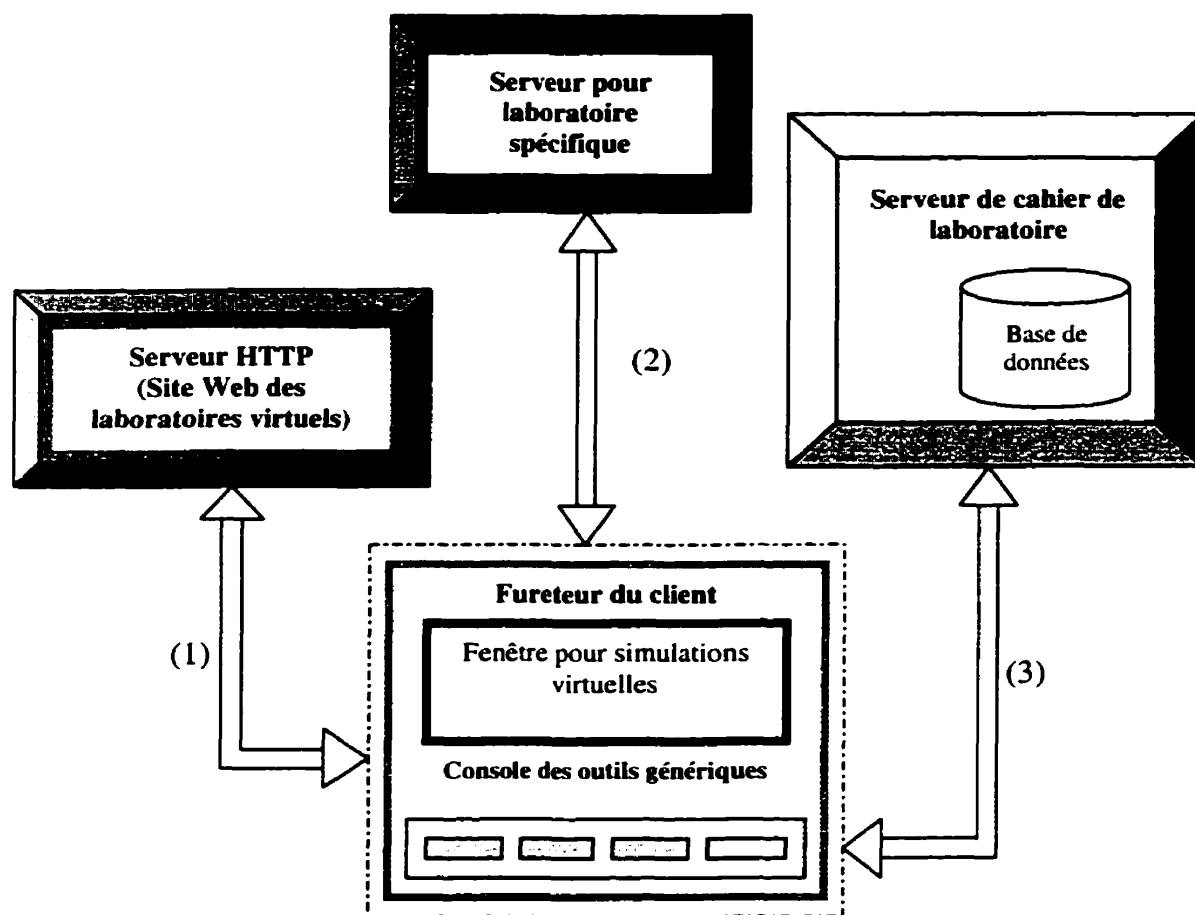 Serveur pour
laboratoire
spécifique
Serveur de cahier de
laboratoire
Base de
données
Serveur HTTP
(Site Web des
laboratoires virtuels)
(2)
(1)
(3)
Fureteur du client
Fenêtre pour simulations
virtuelles
Console des outils génériques